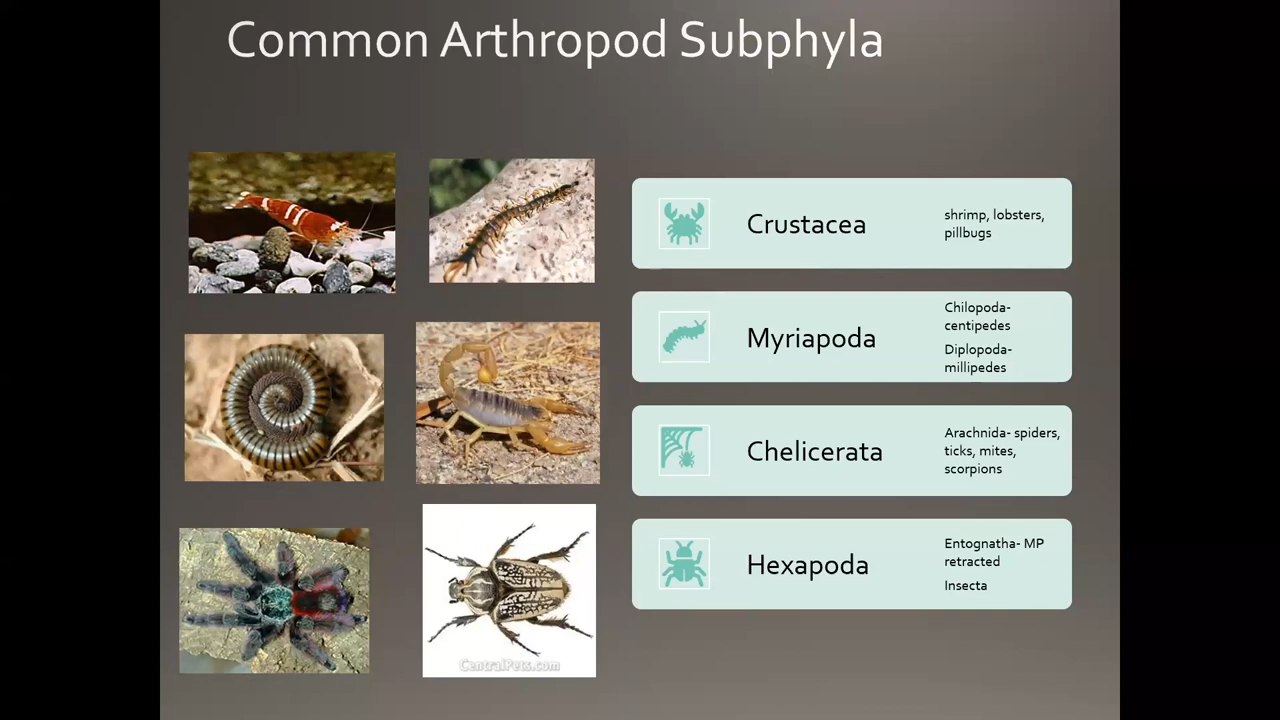 Common Arthropod Subphyla
Crustacea
shrimp, lobsters,
pillbugs
Myriapoda
Chilopoda-
centipedes
Diplopoda-
millipedes
Chelicerata
Arachnida- spiders,
ticks, mites,
scorpions
Hexapoda
Entognatha- MP
retracted
Insecta
CentralPets.com